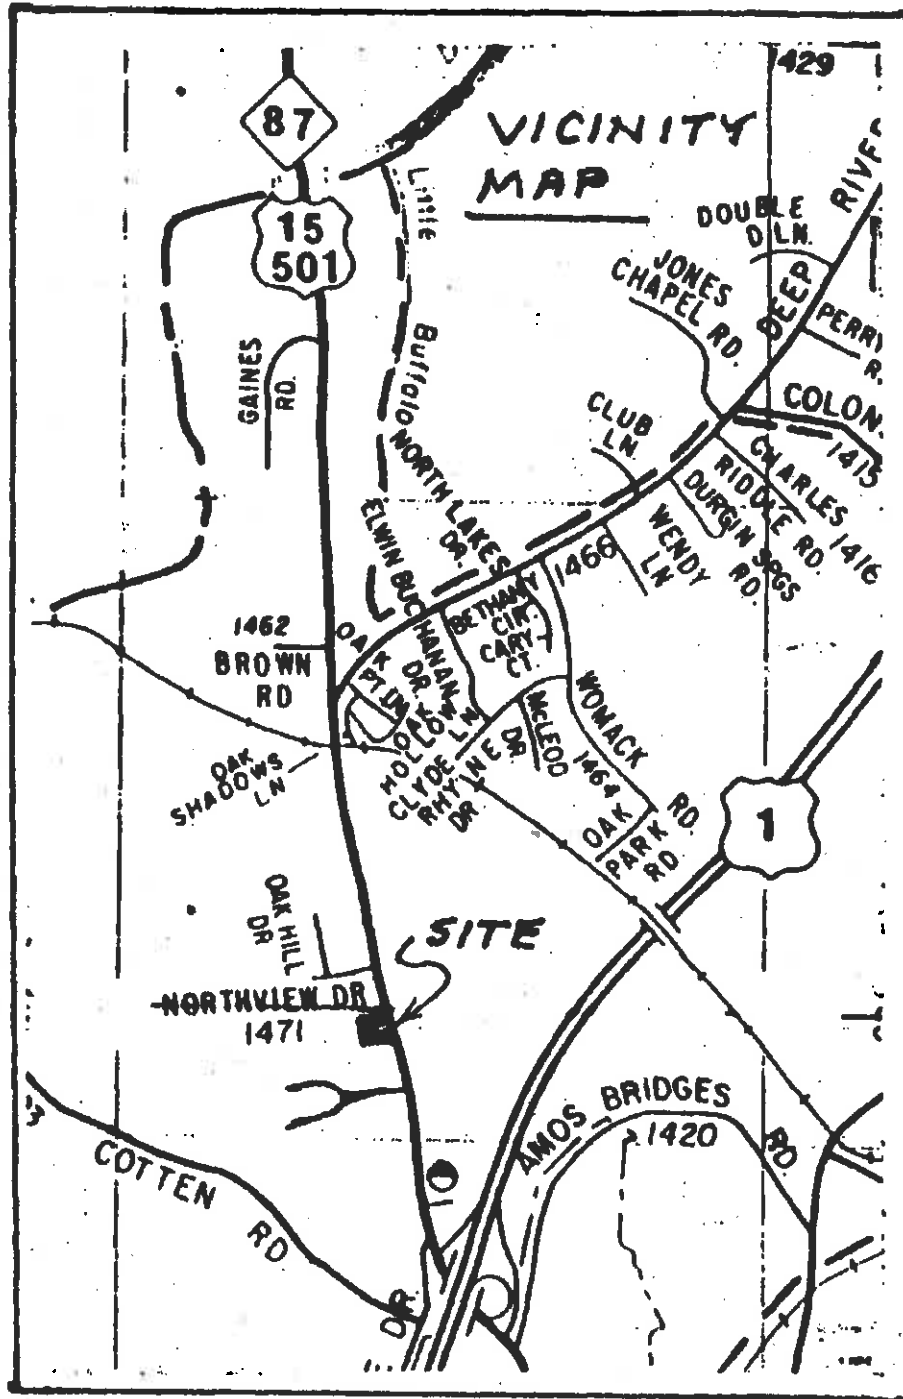 VICINITY
MAP
87
15
501
1429
Little
Buffalo
RIVER
DEEP
DOUBLE
D LN.
JONES
CHAPEL RD.
PERRY
R.
COLON
1415
GAINES
RD.
CLUB
LN.
CHARLES 1416
RIDDLE RD.
DURGIN SPGS
RD.
WENDY
LN
NORTH LAKES
DR.
1466
ELWIN BUCHANAN
DR.
BETHANY
CIR.
CARY
CT.
1462
BROWN
RD
OAK
PT LN
OAK
HOLLOW
LN
CLYDE
RHYNE
DR
McLEOD
DR
WOMACK
1464
RD.
OAK
PARK
RD.
OAK
SHADOWS
LN
1
OAK HILL
DR
SITE
NORTHVIEW DR
1471
AMOS BRIDGES
RD.
1420
COTTEN
RD
DR.